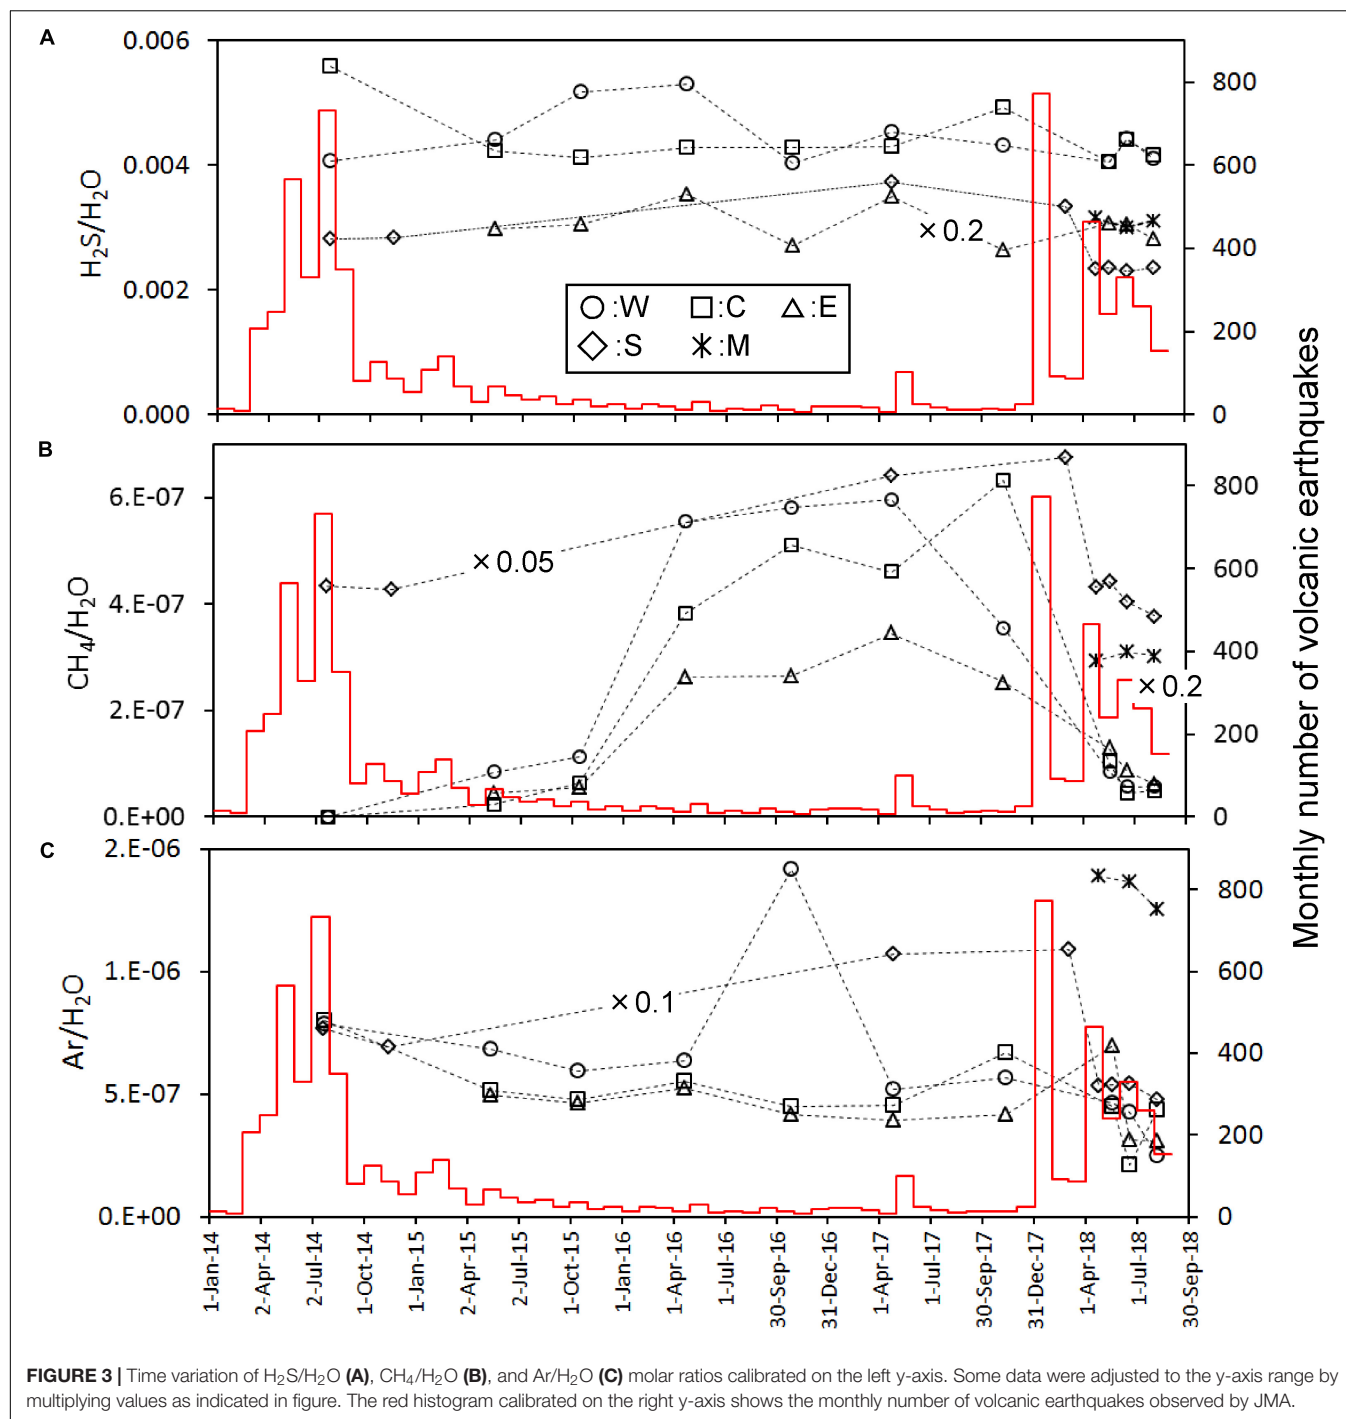 A
0.006
0.004
0.002
0.000
H2S/H2O
800
600
400
200
0
× 0.2
○:W □:C △:E
◇:S ✳:M
B
6.E-07
4.E-07
2.E-07
0.E+00
CH4/H2O
800
600
400
200
0
× 0.05
× 0.2
Monthly number of volcanic earthquakes
C
2.E-06
1.E-06
5.E-07
0.E+00
Ar/H2O
800
600
400
200
0
× 0.1
1-Jan-14
2-Apr-14
2-Jul-14
1-Oct-14
1-Jan-15
2-Apr-15
2-Jul-15
1-Oct-15
1-Jan-16
1-Apr-16
1-Jul-16
30-Sep-16
31-Dec-16
1-Apr-17
1-Jul-17
30-Sep-17
31-Dec-17
1-Apr-18
1-Jul-18
30-Sep-18
FIGURE 3 | Time variation of H2S/H2O (A), CH4/H2O (B), and Ar/H2O (C) molar ratios calibrated on the left y-axis. Some data were adjusted to the y-axis range by
multiplying values as indicated in figure. The red histogram calibrated on the right y-axis shows the monthly number of volcanic earthquakes observed by JMA.